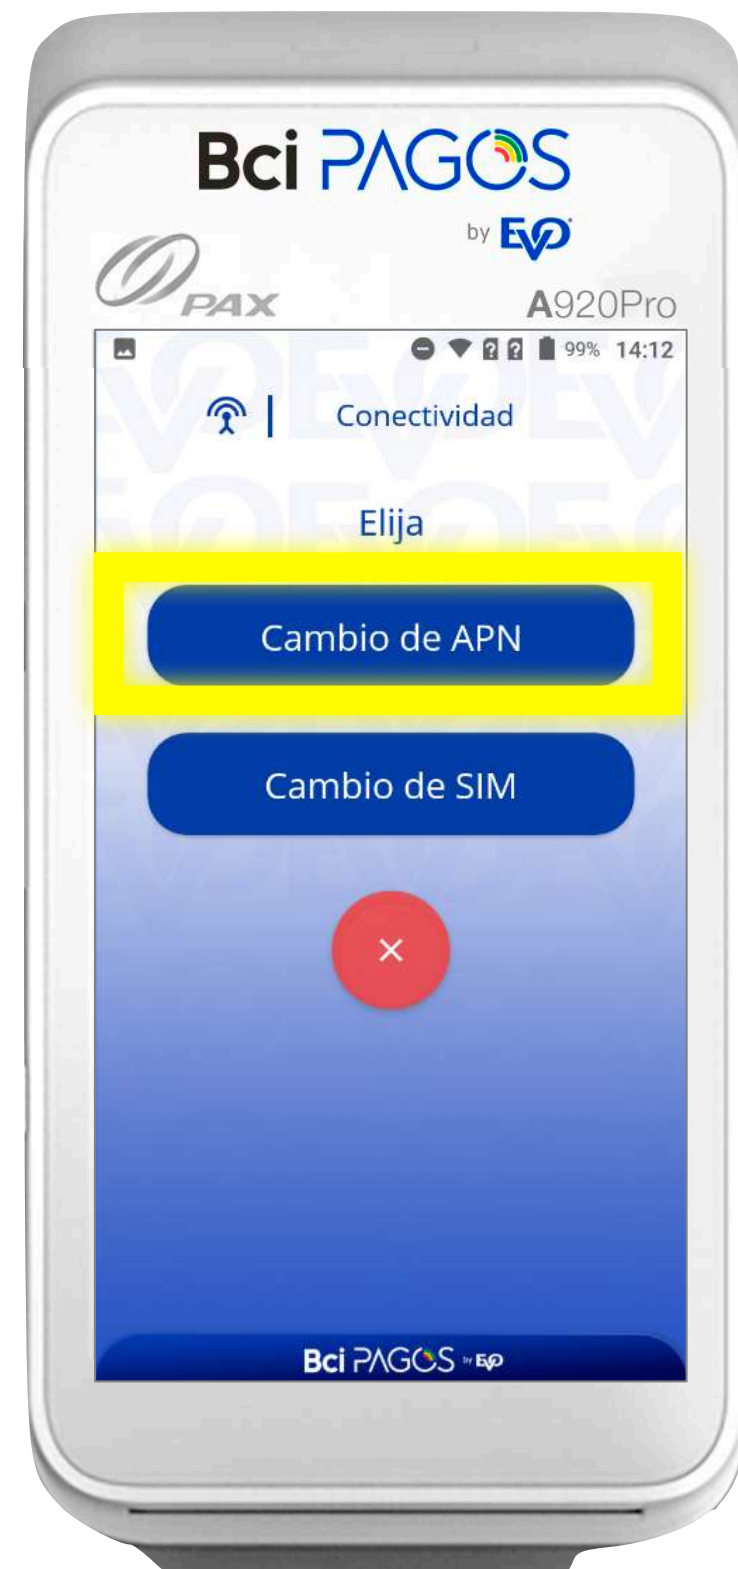 Bci PAGOS
by EVO
PAX
A920Pro
99% 14:12
Conectividad
Elija
Cambio de APN
Cambio de SIM
Bci PAGOS BY EVO